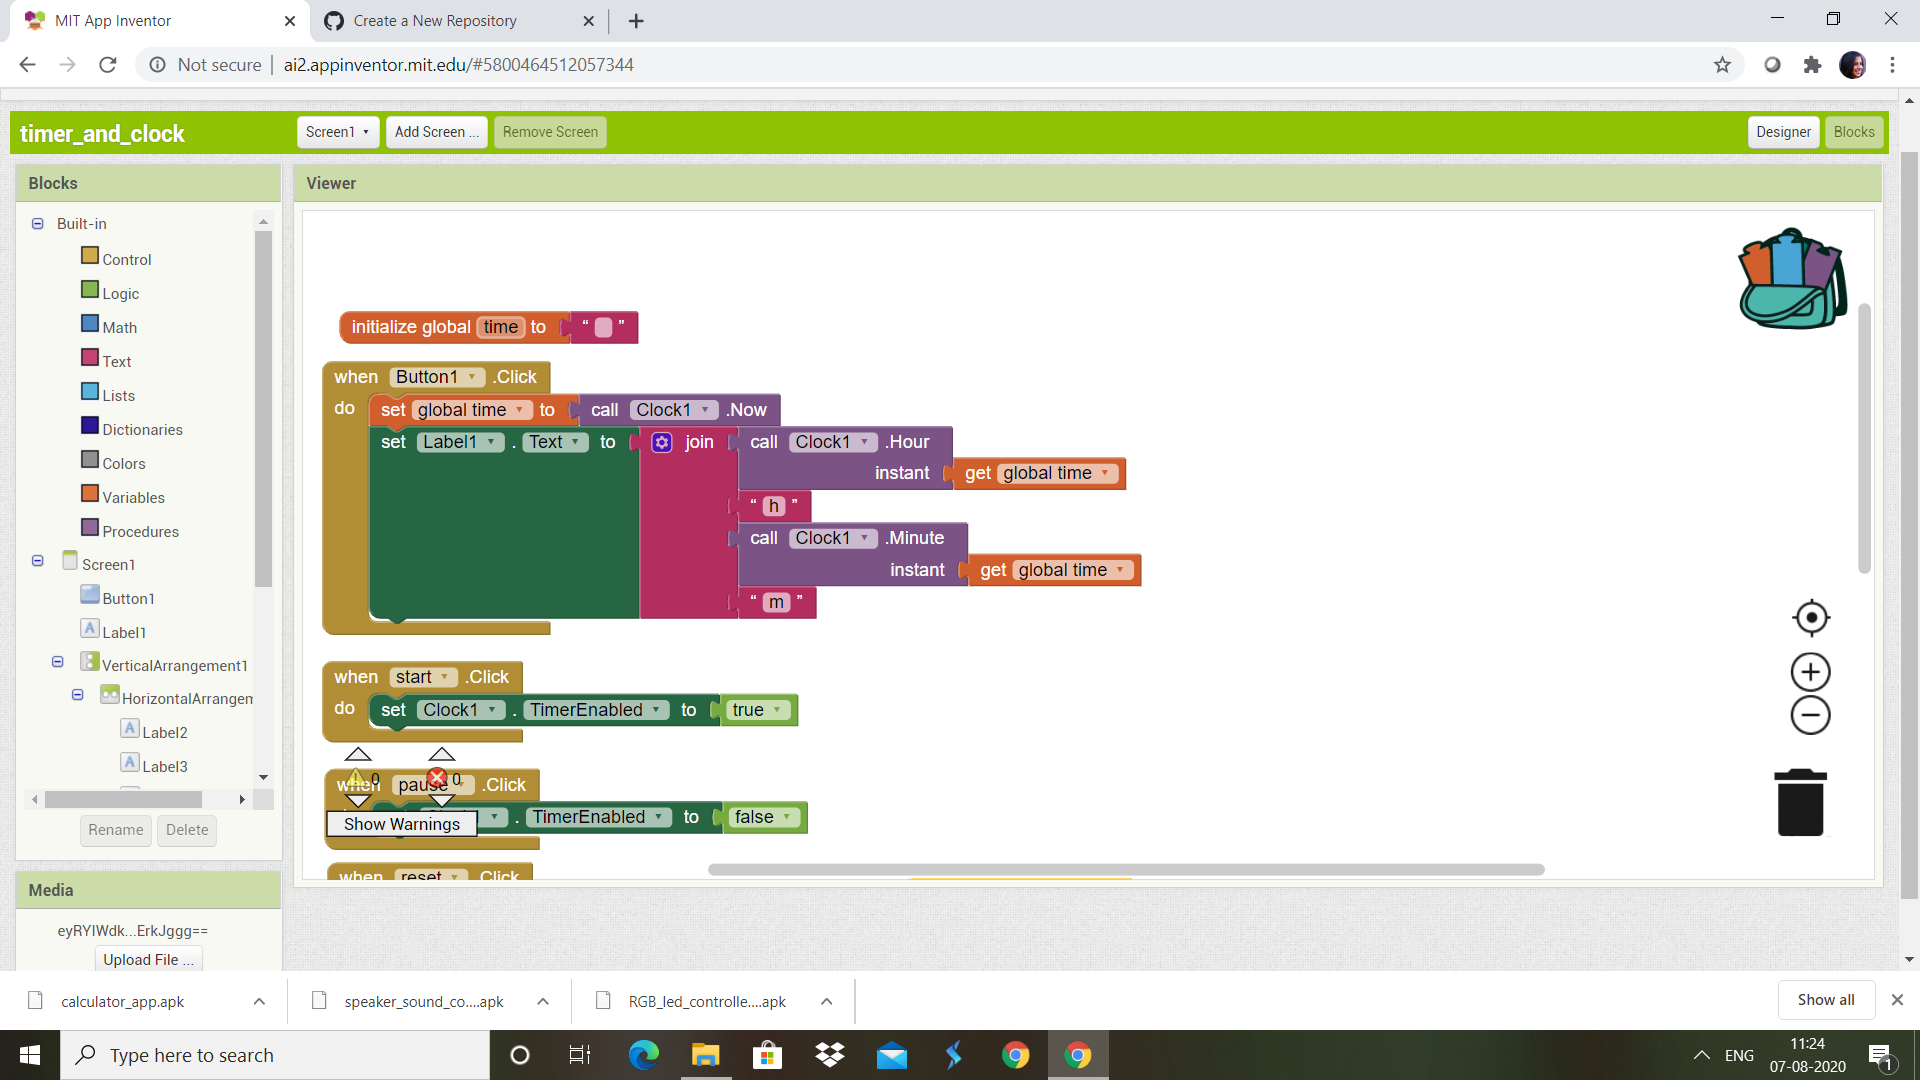 MIT App Inventor
Create a New Repository
Not secure | ai2.appinventor.mit.edu/#5800464512057344
timer_and_clock
Screen1
Add Screen ...
Remove Screen
Designer
Blocks
Blocks
Viewer
Built-in
Control
Logic
Math
Text
Lists
Dictionaries
Colors
Variables
Procedures
Screen1
Button1
Label1
VerticalArrangement1
HorizontalArrangem
Label2
Label3
Rename
Delete
initialize global time to “ ”
when Button1 .Click
do set global time to call Clock1 .Now
set Label1 . Text to join call Clock1 .Hour
instant get global time
“ h ”
call Clock1 .Minute
instant get global time
“ m ”
when start .Click
do set Clock1 . TimerEnabled to true
when pause .Click
0 0
. TimerEnabled to false
Show Warnings
when reset .Click
Media
eyRYIWdk...ErkJggg==
Upload File ...
calculator_app.apk
speaker_sound_co....apk
RGB_led_controlle....apk
Show all
Type here to search
ENG
11:24
07-08-2020
1